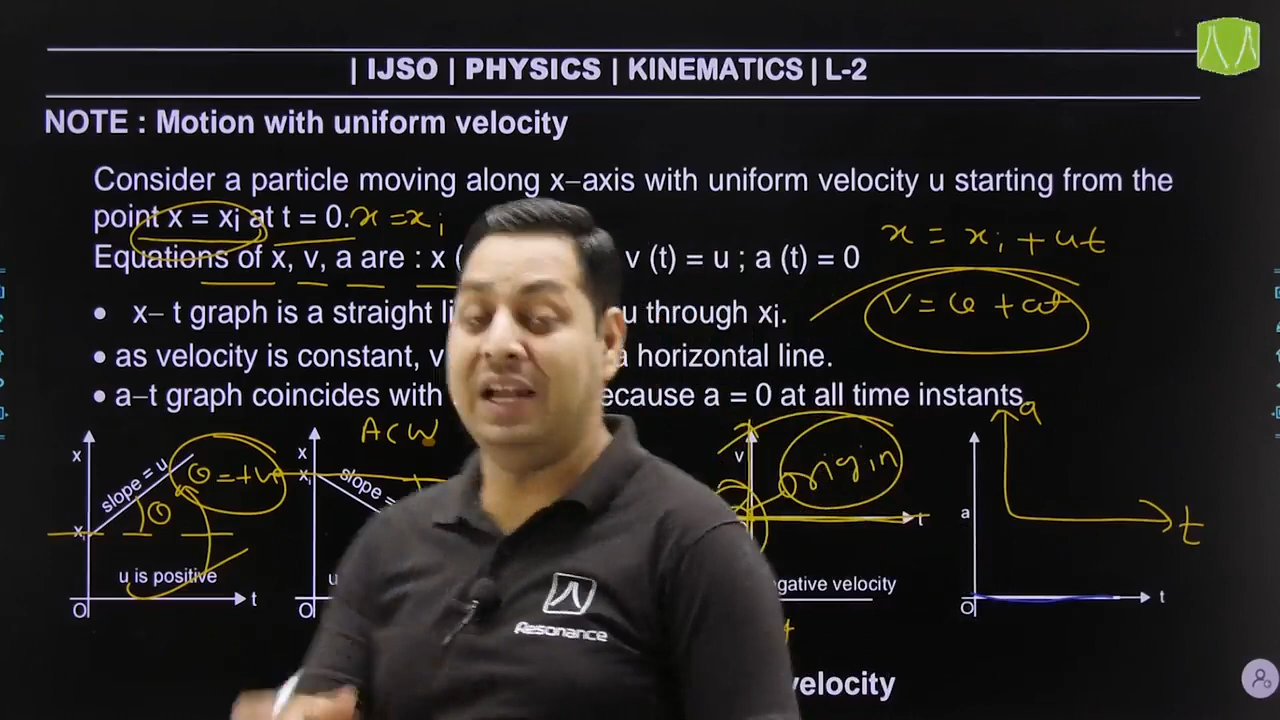 | IJSO | PHYSICS | KINEMATICS | L-2
NOTE : Motion with uniform velocity
Consider a particle moving along x–axis with uniform velocity u starting from the
point x = xi at t = 0. x = xi
Equations of x, v, a are : x ( v (t) = u ; a (t) = 0
x = xi + ut
v = u + at
• x– t graph is a straight u through xi.
• as velocity is constant, v a horizontal line.
• a–t graph coincides with because a = 0 at all time instants
x
slope = u
θ = +ve
θ
xi
u is positive
O
t
ACW
x
xi
slope =
u
O
v
origin
t
gative velocity
a
t
a
O
t
velocity
Resonance